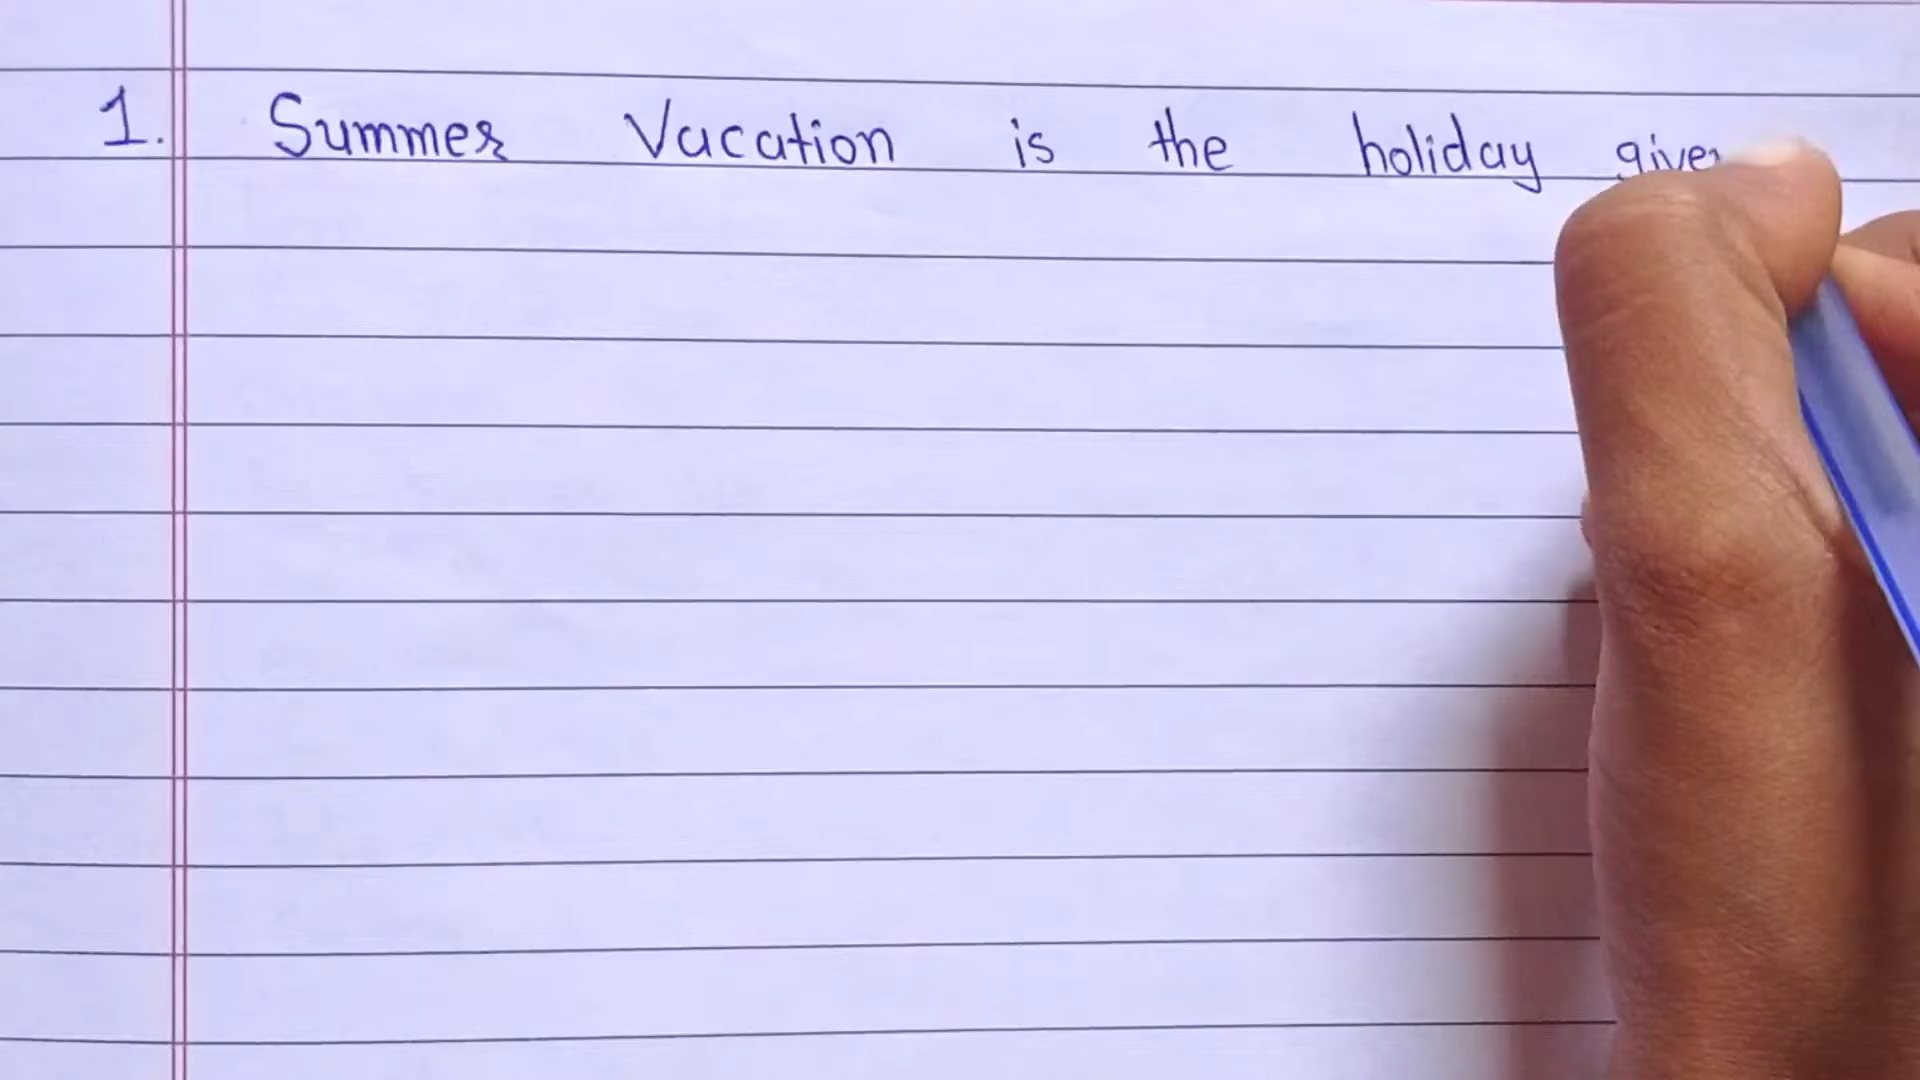 1. Summer Vacation is the holiday